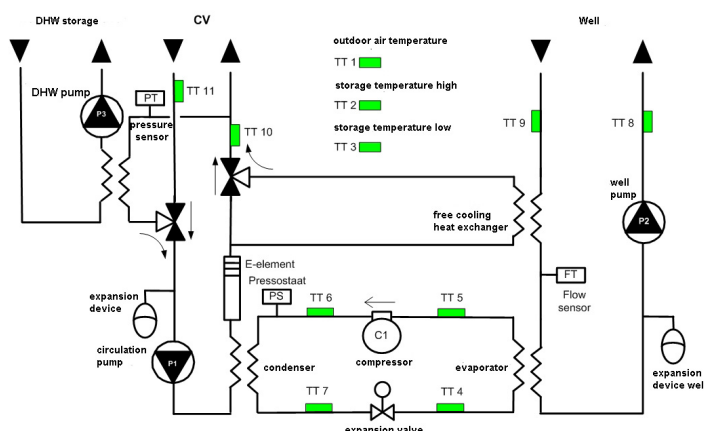 DHW storage
CV
Well
outdoor air temperature
TT 1
storage temperature high
TT 2
storage temperature low
TT 3
TT 11
DHW pump
PT
P3
pressure
sensor
TT 10
TT 9
TT 8
well
pump
P2
free cooling
heat exchanger
E-element
Pressostaat
PS
TT 6
TT 5
FT
Flow
sensor
expansion
device
C1
circulation
pump
P1
condenser
compressor
evaporator
expansion
device wel
TT 7
TT 4
expansion valve